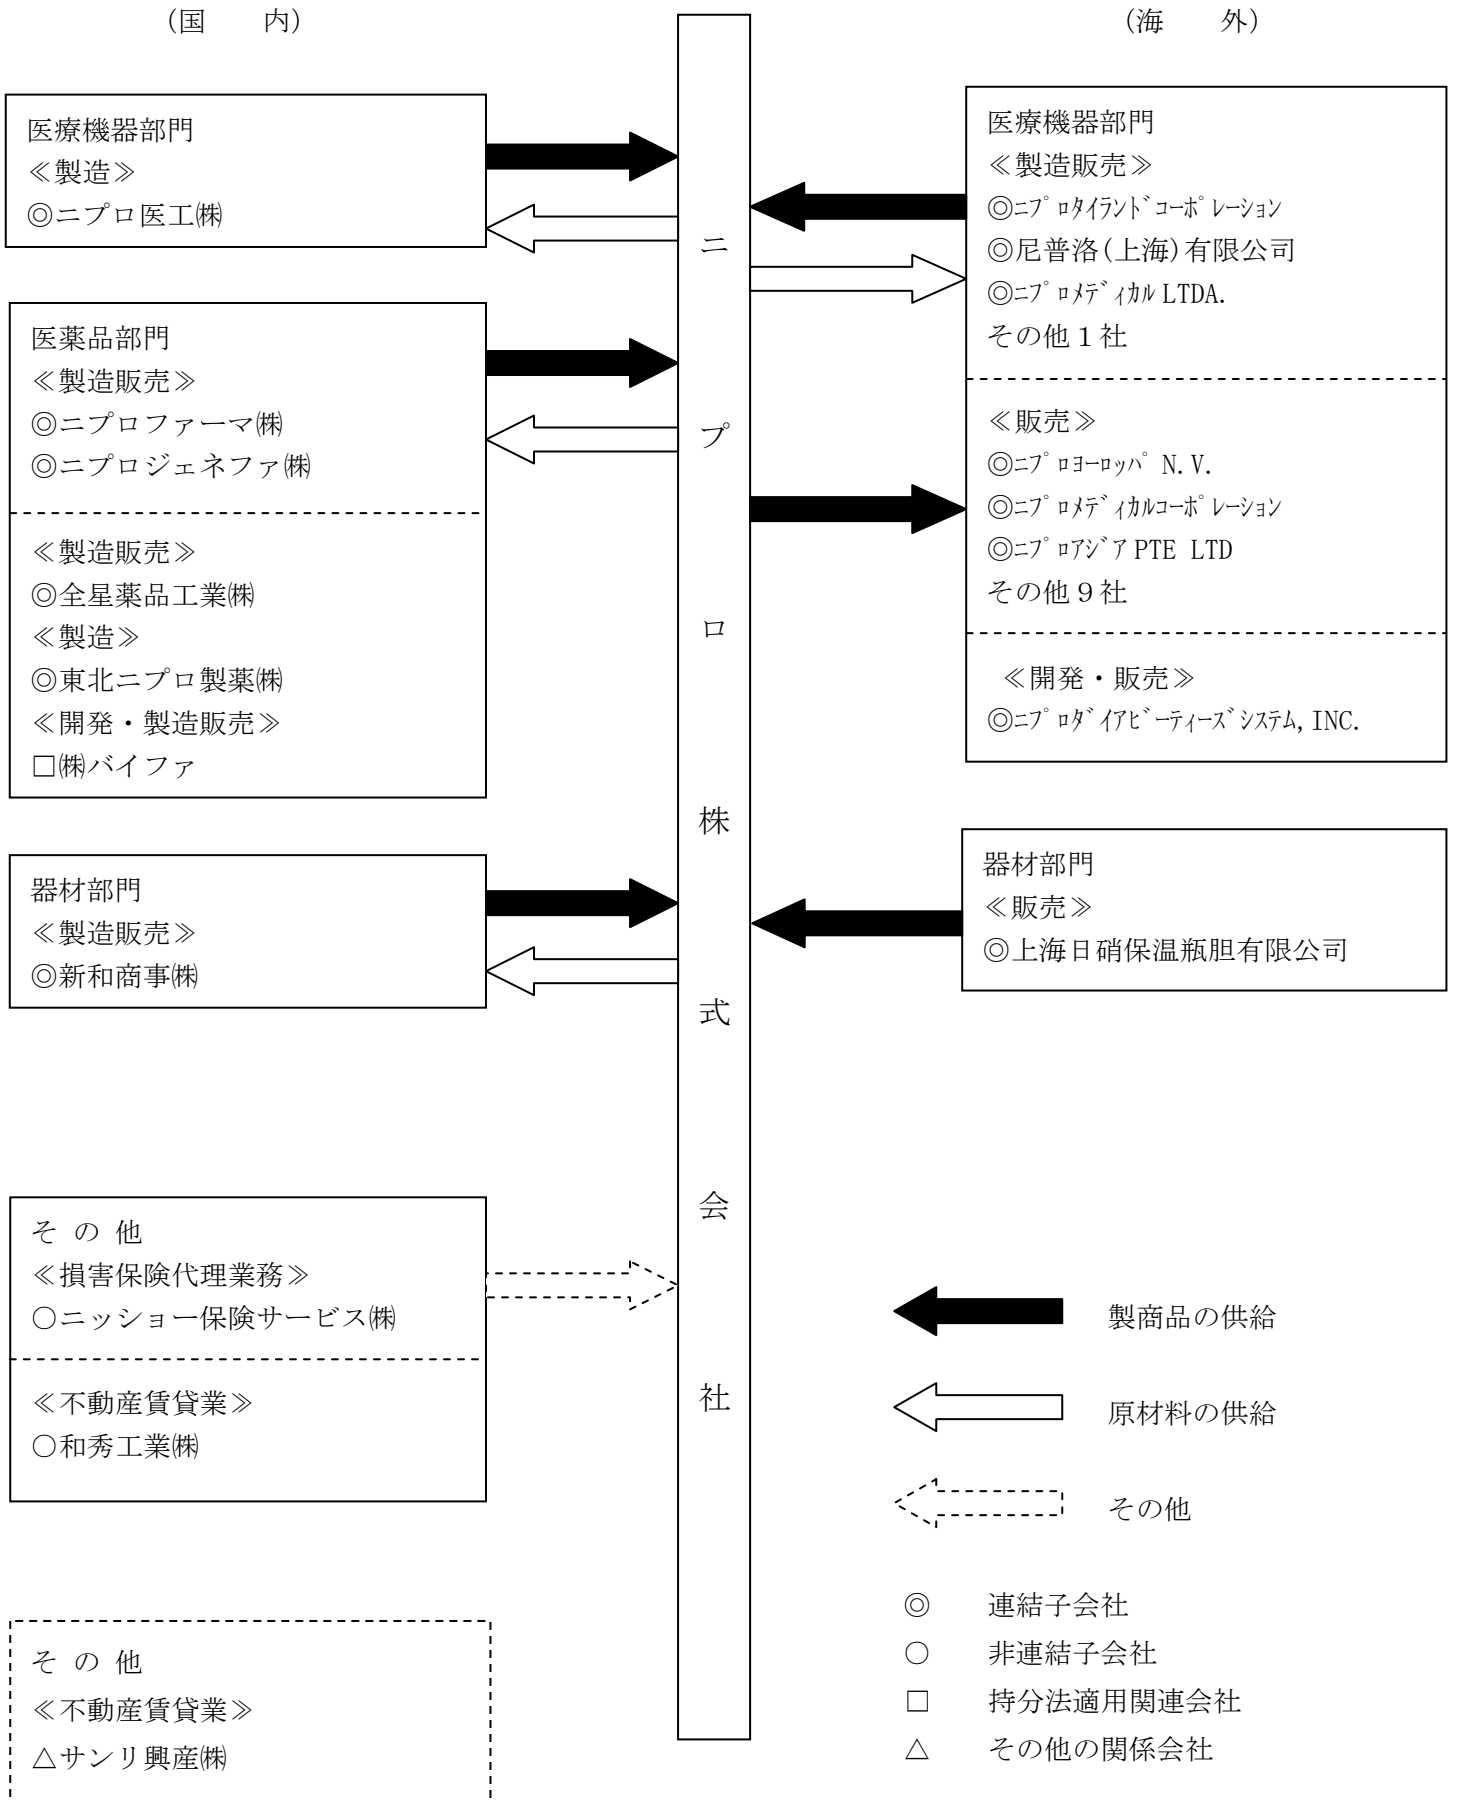 (国　　内)
医療機器部門
≪製造≫
◎ニプロ医工㈱
医薬品部門
≪製造販売≫
◎ニプロファーマ㈱
◎ニプロジェネファ㈱
≪製造販売≫
◎全星薬品工業㈱
≪製造≫
◎東北ニプロ製薬㈱
≪開発・製造販売≫
□㈱バイファ
器材部門
≪製造販売≫
◎新和商事㈱
そ の 他
≪損害保険代理業務≫
○ニッショー保険サービス㈱
≪不動産賃貸業≫
○和秀工業㈱
そ の 他
≪不動産賃貸業≫
△サンリ興産㈱
ニプロ株式会社
(海　　外)
医療機器部門
≪製造販売≫
◎ﾆﾌﾟﾛﾀｲﾗﾝﾄﾞｺｰﾎﾟﾚｰｼｮﾝ
◎尼普洛(上海)有限公司
◎ﾆﾌﾟﾛﾒﾃﾞｨｶﾙ LTDA.
その他１社
≪販売≫
◎ﾆﾌﾟﾛﾖｰﾛｯﾊﾟ N.V.
◎ﾆﾌﾟﾛﾒﾃﾞｨｶﾙｺｰﾎﾟﾚｰｼｮﾝ
◎ﾆﾌﾟﾛｱｼﾞｱ PTE LTD
その他９社
≪開発・販売≫
◎ﾆﾌﾟﾛﾀﾞｲｱﾋﾞｰﾃｨｰｽﾞｼｽﾃﾑ,INC.
器材部門
≪販売≫
◎上海日硝保温瓶胆有限公司
製商品の供給
原材料の供給
その他
◎　連結子会社
○　非連結子会社
□　持分法適用関連会社
△　その他の関係会社